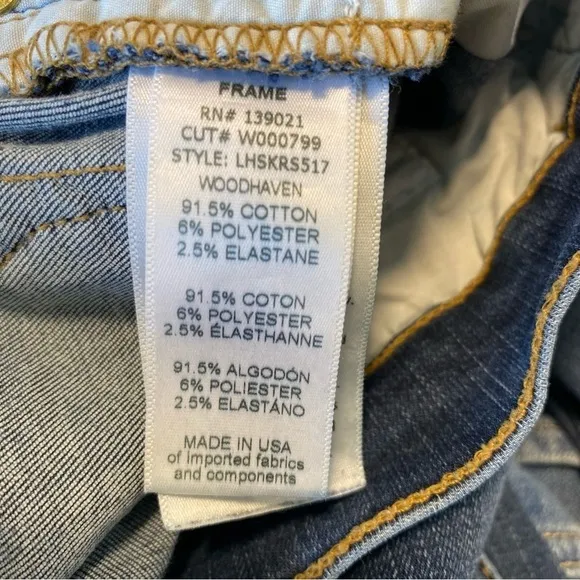 FRAME
RN# 139021
CUT# W000799
STYLE: LHSKRS517
WOODHAVEN
91.5% COTTON
6% POLYESTER
2.5% ELASTANE
91.5% COTON
6% POLYESTER
2.5% ÉLASTHANNE
91.5% ALGODÓN
6% POLIESTER
2.5% ELASTÁNO
MADE IN USA
of imported fabrics
and components